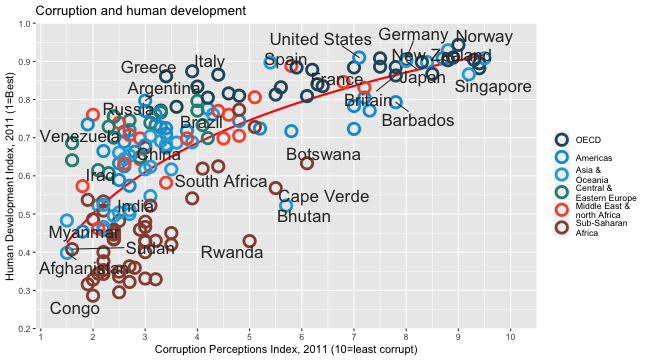 Corruption and human development
Human Development Index, 2011 (1=Best)
1.0
0.9
0.8
0.7
0.6
0.5
0.4
0.3
0.2
United States
Germany
Norway
Spain
New Zealand
Greece
Italy
France
Japan
Singapore
Argentina
Britain
Russia
Brazil
Barbados
Venezuela
China
Botswana
Iraq
South Africa
Cape Verde
India
Bhutan
Myanmar
Sudan
Rwanda
Afghanistan
Congo
1 2 3 4 5 6 7 8 9 10
Corruption Perceptions Index, 2011 (10=least corrupt)
OECD
Americas
Asia &
Oceania
Central &
Eastern Europe
Middle East &
north Africa
Sub-Saharan
Africa